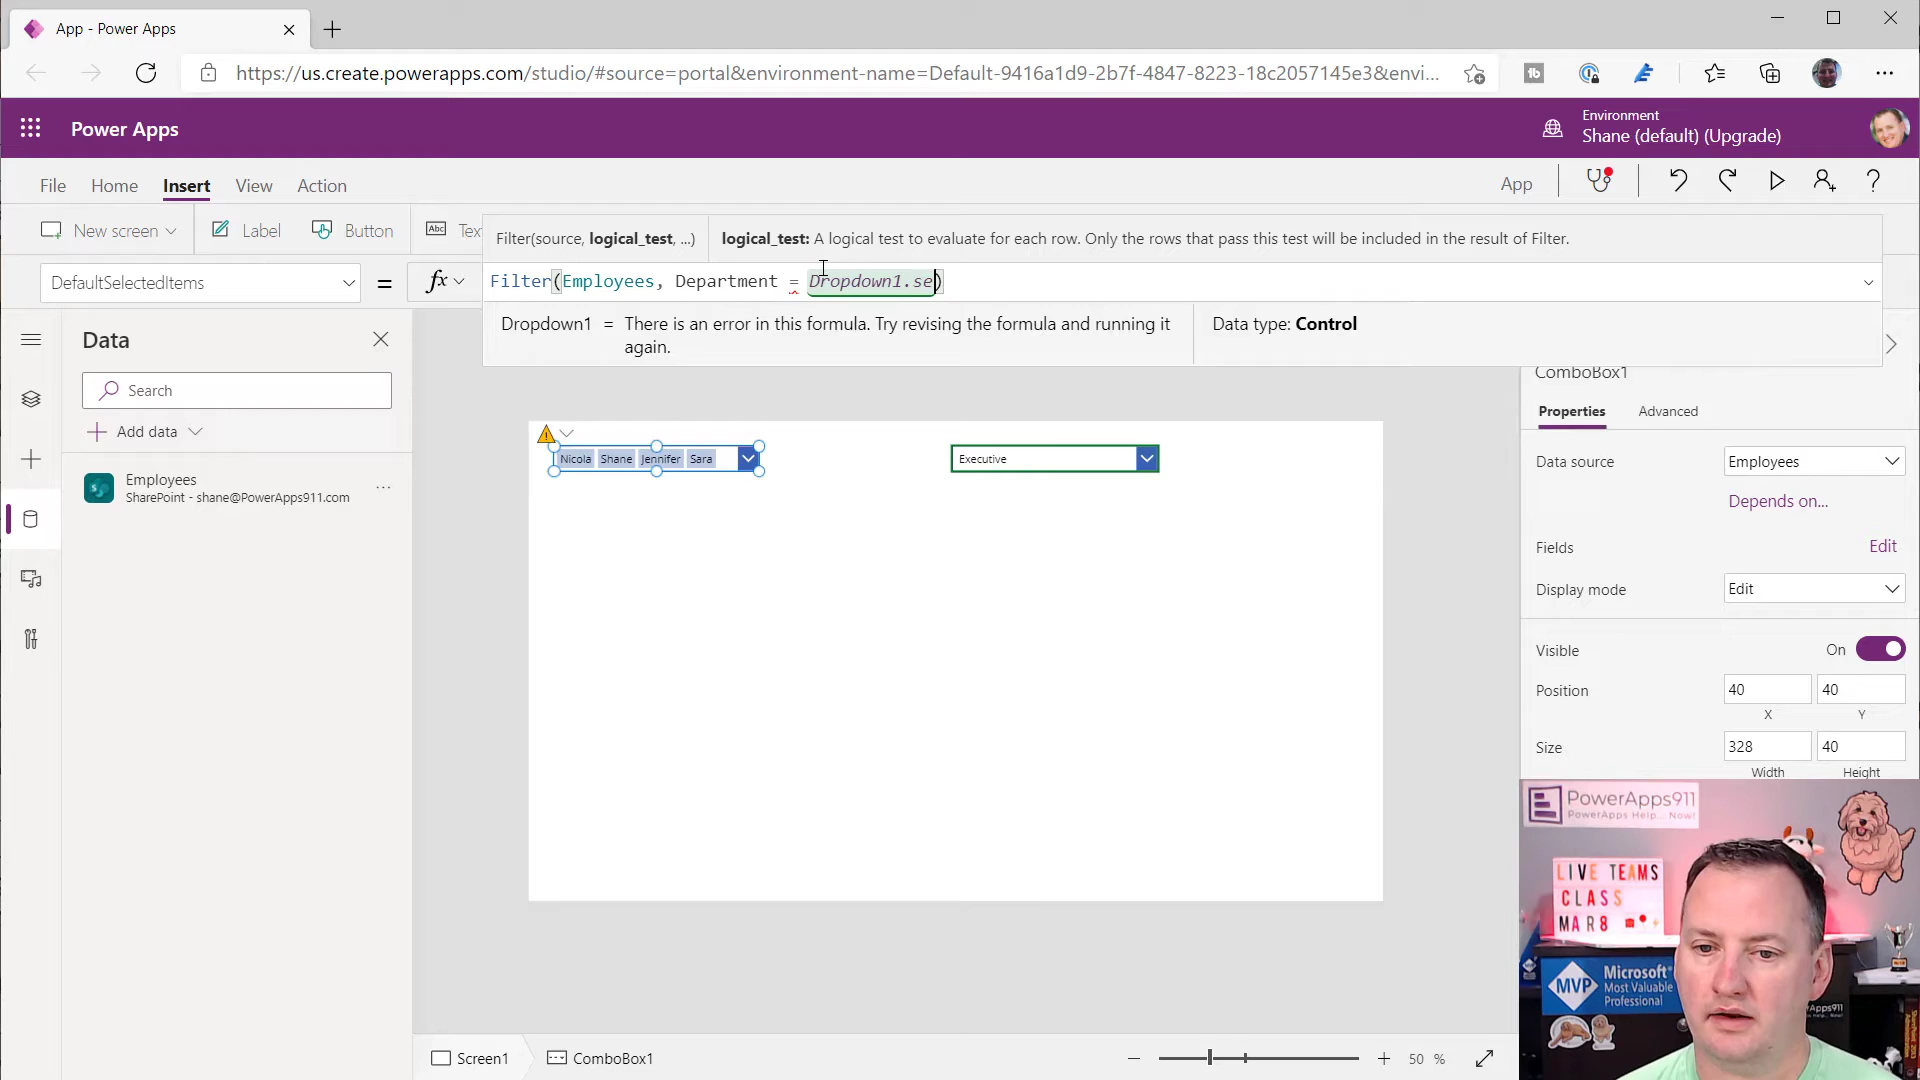 App - Power Apps
https://us.create.powerapps.com/studio/#source=portal&environment-name=Default-9416a1d9-2b7f-4847-8223-18c2057145e3&envi...
Power Apps
Environment
Shane (default) (Upgrade)
File Home Insert View Action
App
New screen Label Button Abc Tex
Filter(source, logical_test, ...) logical_test: A logical test to evaluate for each row. Only the rows that pass this test will be included in the result of Filter.
DefaultSelectedItems = fx Filter(Employees, Department = Dropdown1.se)
Dropdown1 = There is an error in this formula. Try revising the formula and running it
again.
Data type: Control
Data
Search
Add data
Employees
SharePoint - shane@PowerApps911.com
Nicola Shane Jennifer Sara
Executive
ComboBox1
Properties Advanced
Data source Employees
Depends on...
Fields Edit
Display mode Edit
Visible On
Position 40 40
X Y
Size 328 40
Width Height
PowerApps911
PowerApps Help... Now!
LIVE TEAMS
CLASS
MAR 8
MVP
Microsoft
Most Valuable
Professional
Screen1 ComboBox1
50 %